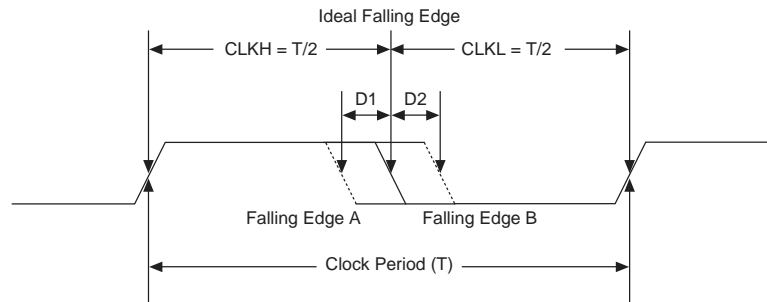 Ideal Falling Edge
CLKH = T/2
CLKL = T/2
D1
D2
Falling Edge A
Falling Edge B
Clock Period (T)